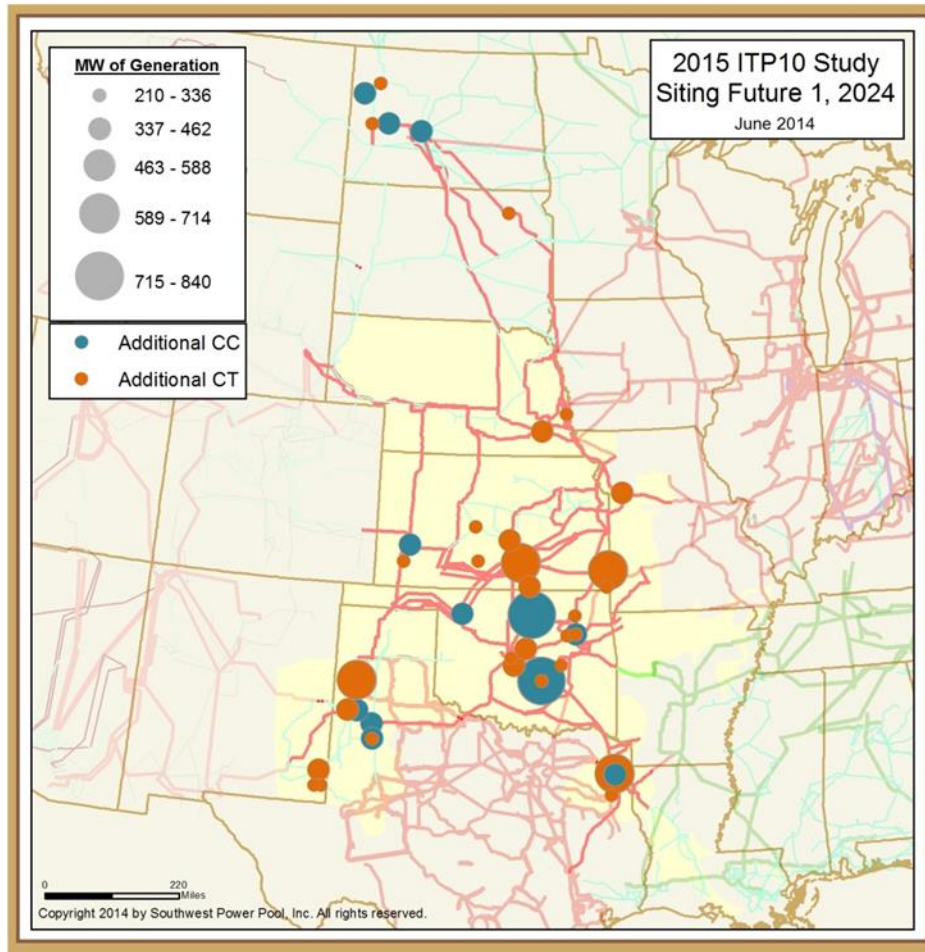 MW of Generation
210 - 336
337 - 462
463 - 588
589 - 714
715 - 840
Additional CC
Additional CT
2015 ITP10 Study
Siting Future 1, 2024
June 2014
0 220
Miles
Copyright 2014 by Southwest Power Pool, Inc. All rights reserved.